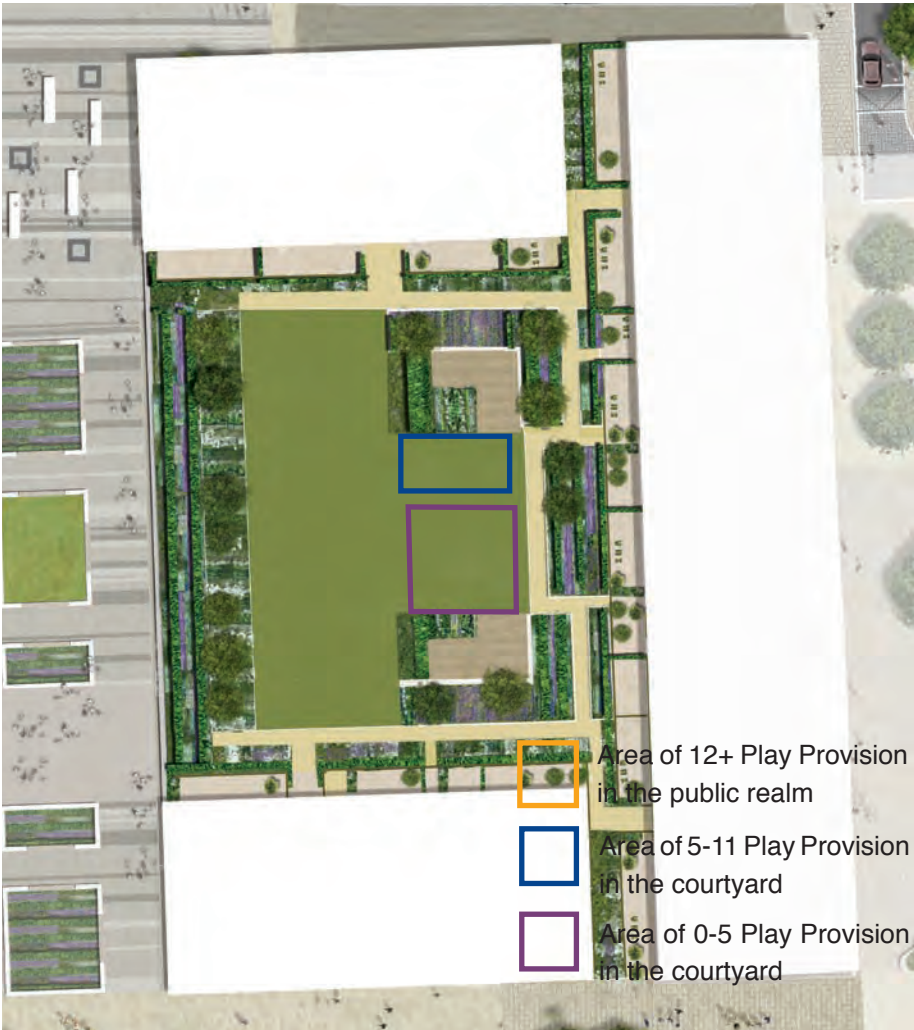 Area of 12+ Play Provision
in the public realm
Area of 5-11 Play Provision
in the courtyard
Area of 0-5 Play Provision
in the courtyard